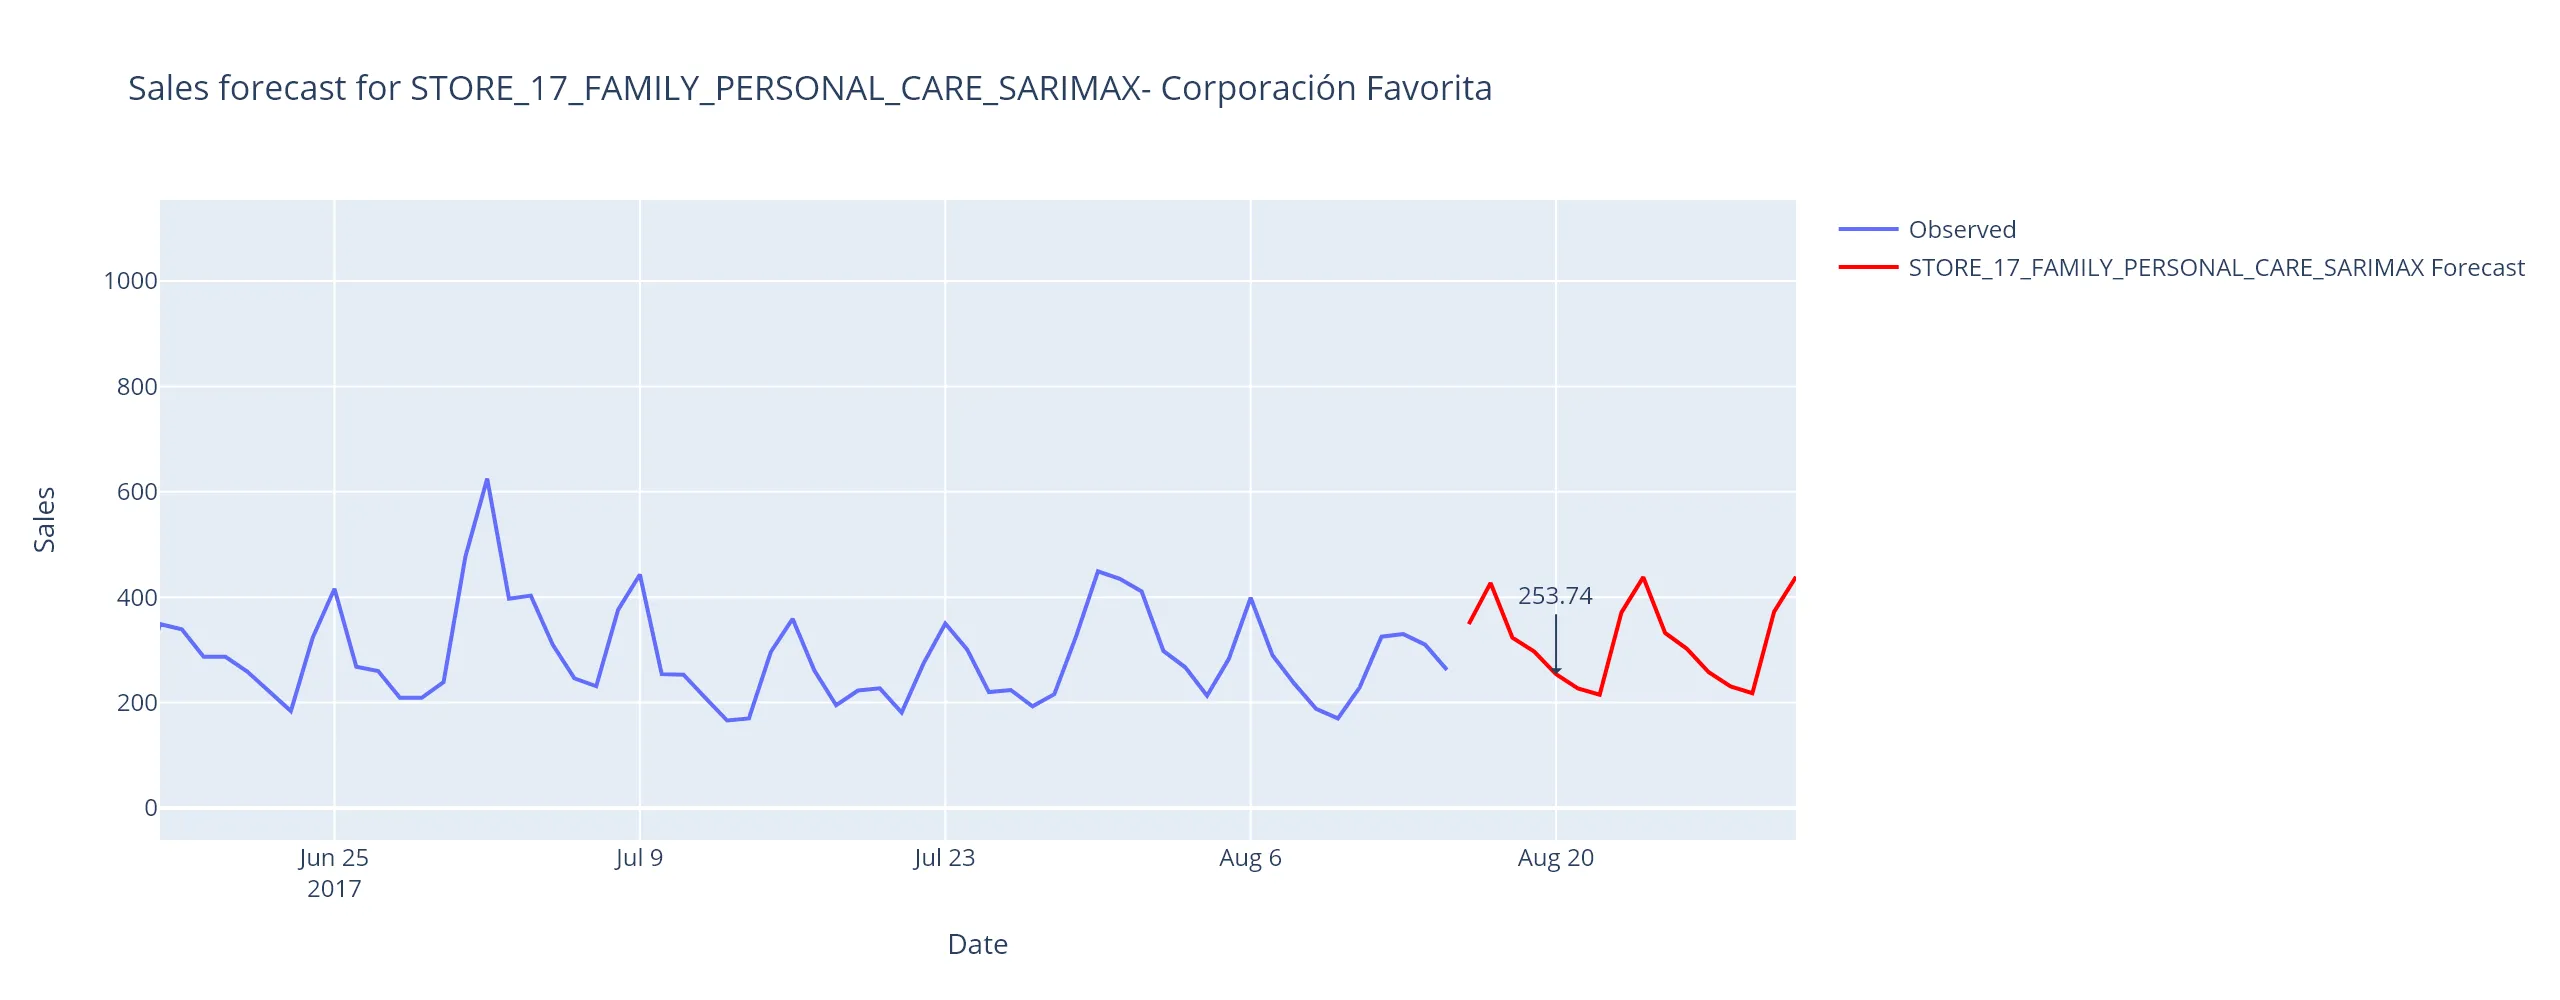 Sales forecast for STORE_17_FAMILY_PERSONAL_CARE_SARIMAX- Corporación Favorita
Observed
STORE_17_FAMILY_PERSONAL_CARE_SARIMAX Forecast
Sales
1000
800
600
400
200
0
253.74
Jun 25
2017
Jul 9
Jul 23
Aug 6
Aug 20
Date